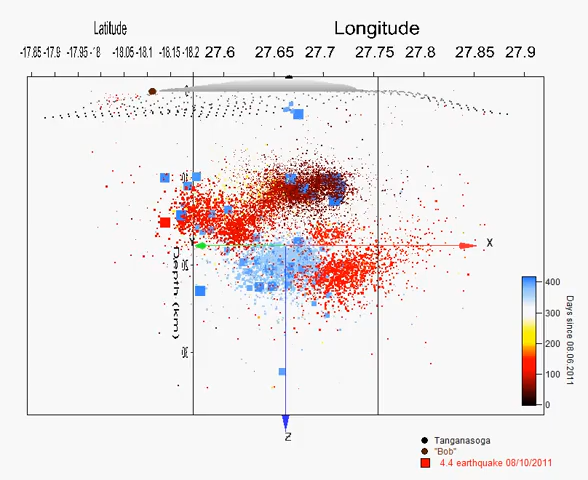 Latitude Longitude
-17.85 -17.9 -17.95 -'8 -18.05 -18.1 -18.15 -18.2 27.6 27.65 27.7 27.75 27.8 27.85 27.9
X
Depth (km)
Z
400
300
200
100
0
Days since 08.06.2011
Tanganasoga
"Bob"
4.4 earthquake 08/10/2011